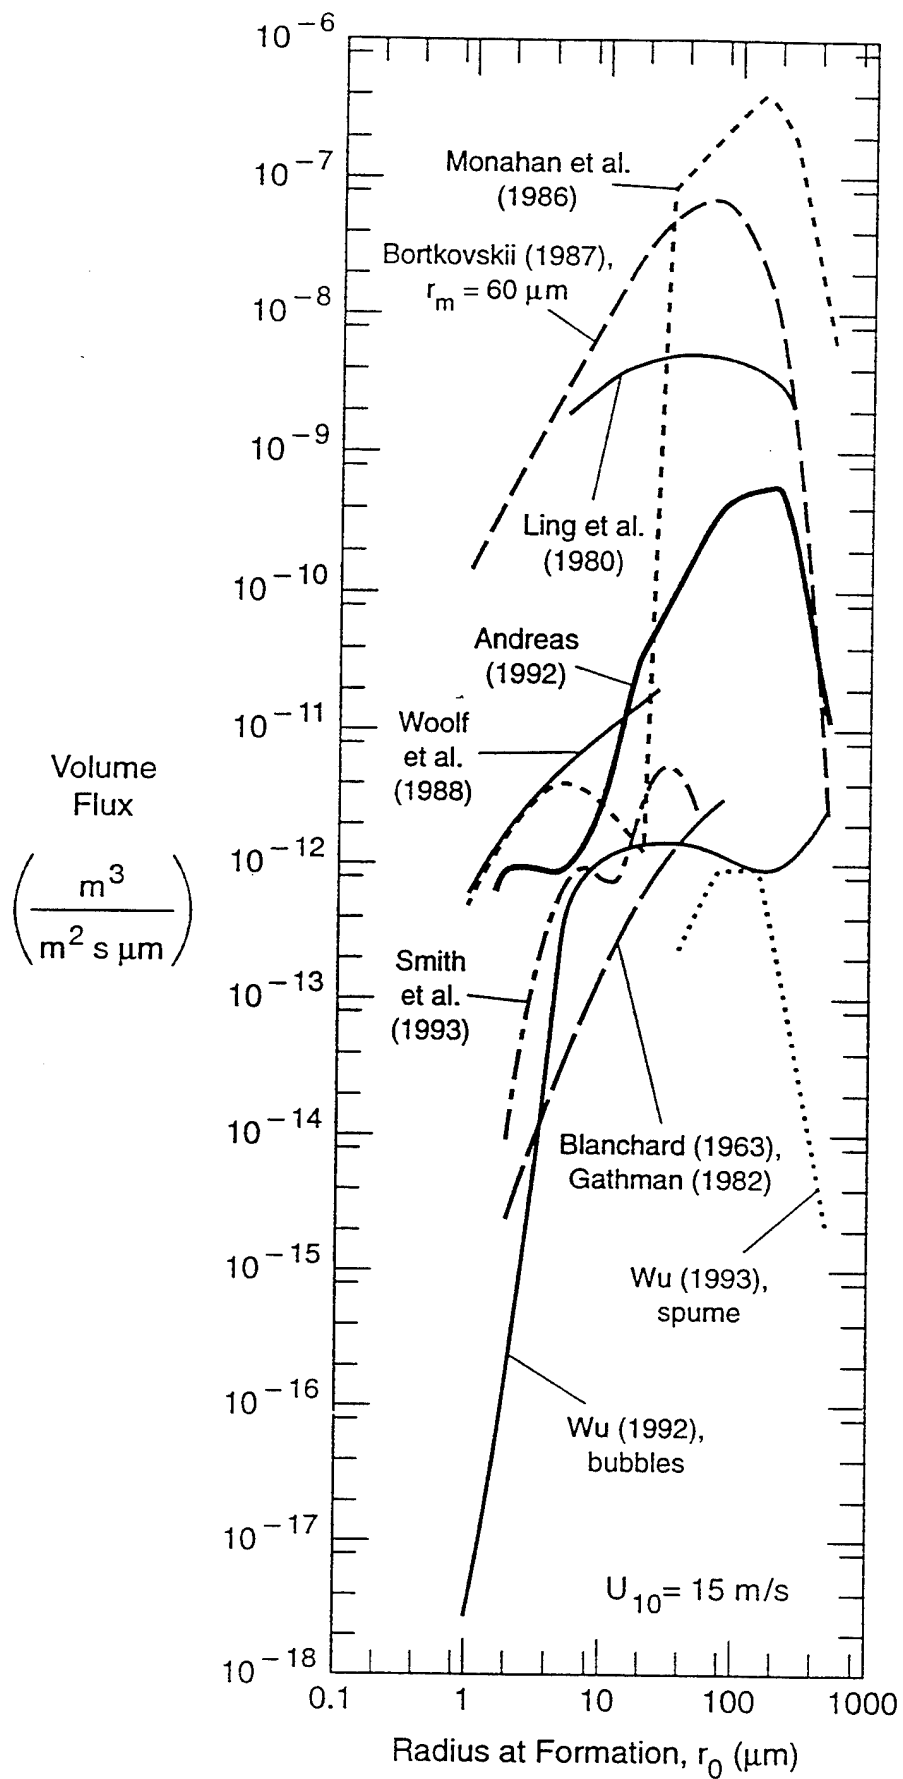 10−6
10−7
10−8
10−9
10−10
10−11
10−12
10−13
10−14
10−15
10−16
10−17
10−18
Volume
Flux
m3
m2 s μm
Monahan et al.
(1986)
Bortkovskii (1987),
rm = 60 μm
Ling et al.
(1980)
Andreas
(1992)
Woolf
et al.
(1988)
Smith
et al.
(1993)
Blanchard (1963),
Gathman (1982)
Wu (1993),
spume
Wu (1992),
bubbles
U10= 15 m/s
0.1 1 10 100 1000
Radius at Formation, r0 (μm)